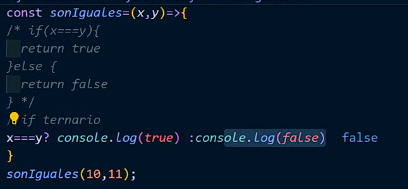 const sonIguales=(x,y)=>{
/* if(x===y){
return true
}else {
return false
} */
/ if ternario
x===y? console.log(true) :console.log(false) false
}
sonIguales(10,11);